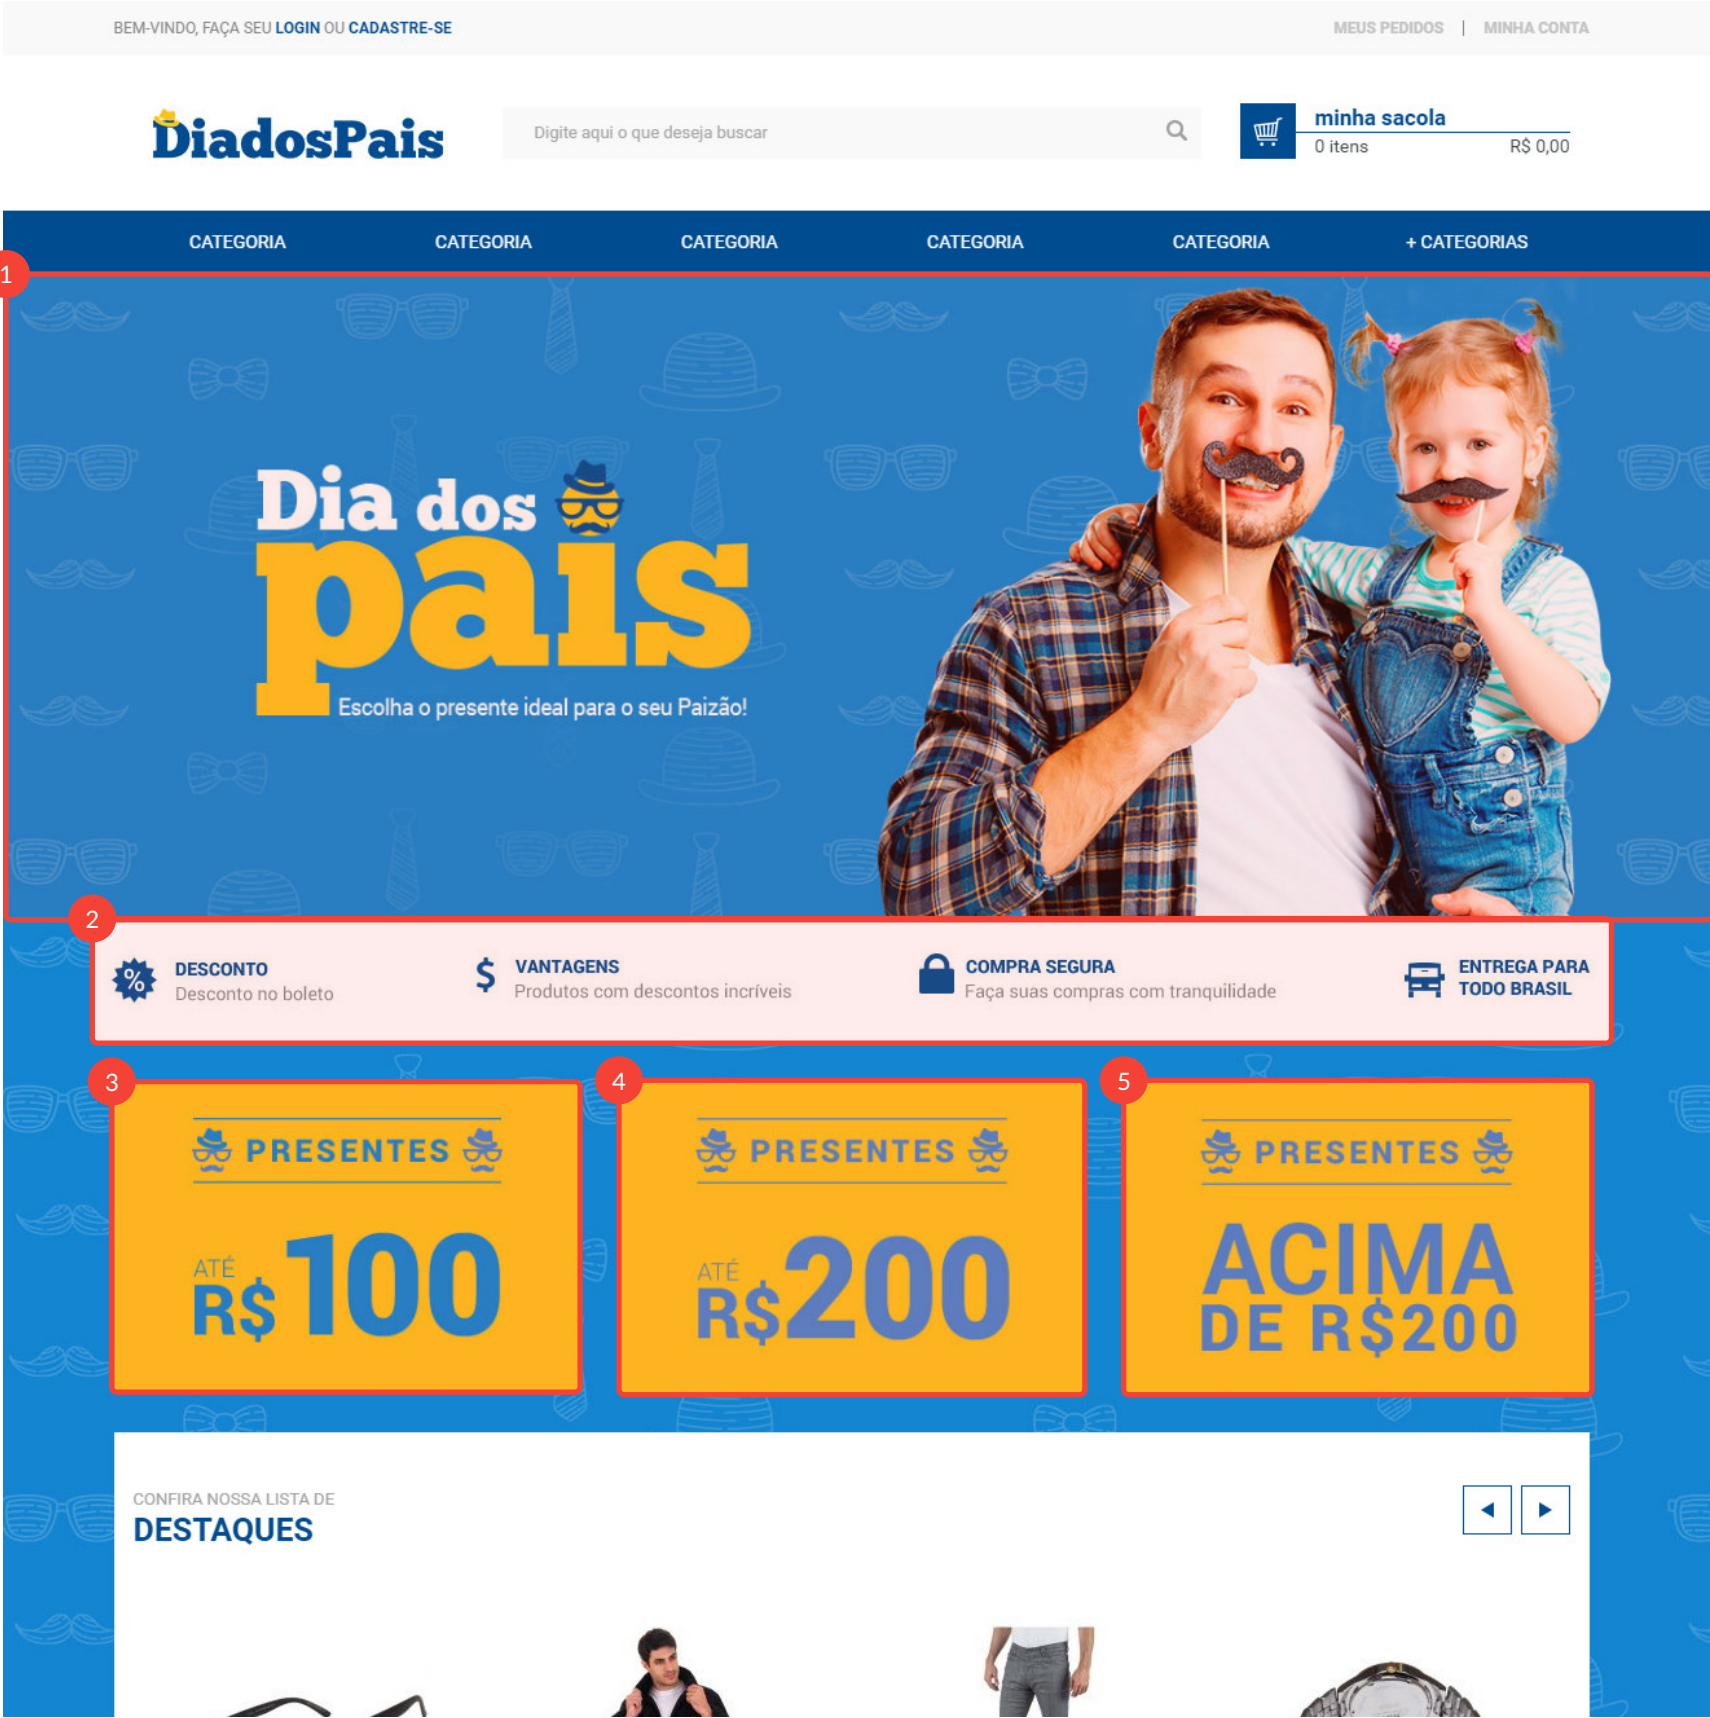 BEM-VINDO, FAÇA SEU LOGIN OU CADASTRE-SE
MEUS PEDIDOS | MINHA CONTA
DiadosPais
Digite aqui o que deseja buscar
minha sacola
0 itens R$ 0,00
CATEGORIA CATEGORIA CATEGORIA CATEGORIA CATEGORIA + CATEGORIAS
1
Dia dos
pais
Escolha o presente ideal para o seu Paizão!
2
%
DESCONTO
Desconto no boleto
$
VANTAGENS
Produtos com descontos incríveis
COMPRA SEGURA
Faça suas compras com tranquilidade
ENTREGA PARA
TODO BRASIL
3
PRESENTES
ATÉ
R$100
4
PRESENTES
ATÉ
R$200
5
PRESENTES
ACIMA
DE R$200
CONFIRA NOSSA LISTA DE
DESTAQUES